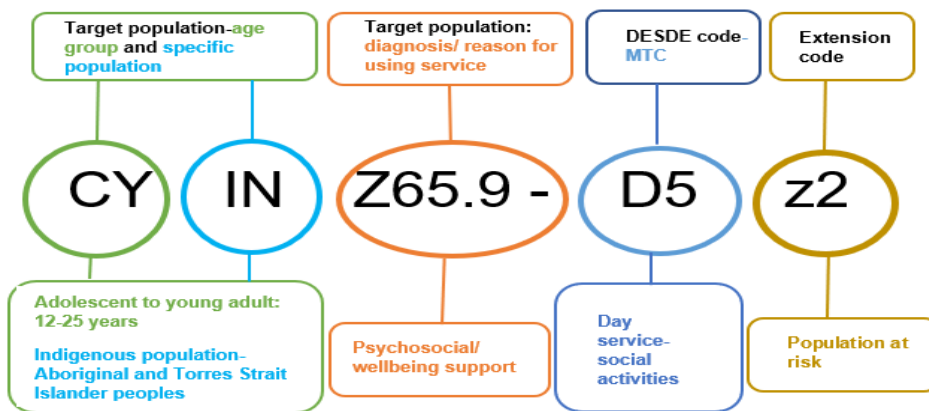 Target population-age
group and specific
population
Target population:
diagnosis/ reason for
using service
DESDE code-
MTC
Extension
code
CY
IN
Z65.9 -
D5
z2
Adolescent to young adult:
12-25 years
Indigenous population-
Aboriginal and Torres Strait
Islander peoples
Psychosocial/
wellbeing support
Day
service-
social
activities
Population at
risk